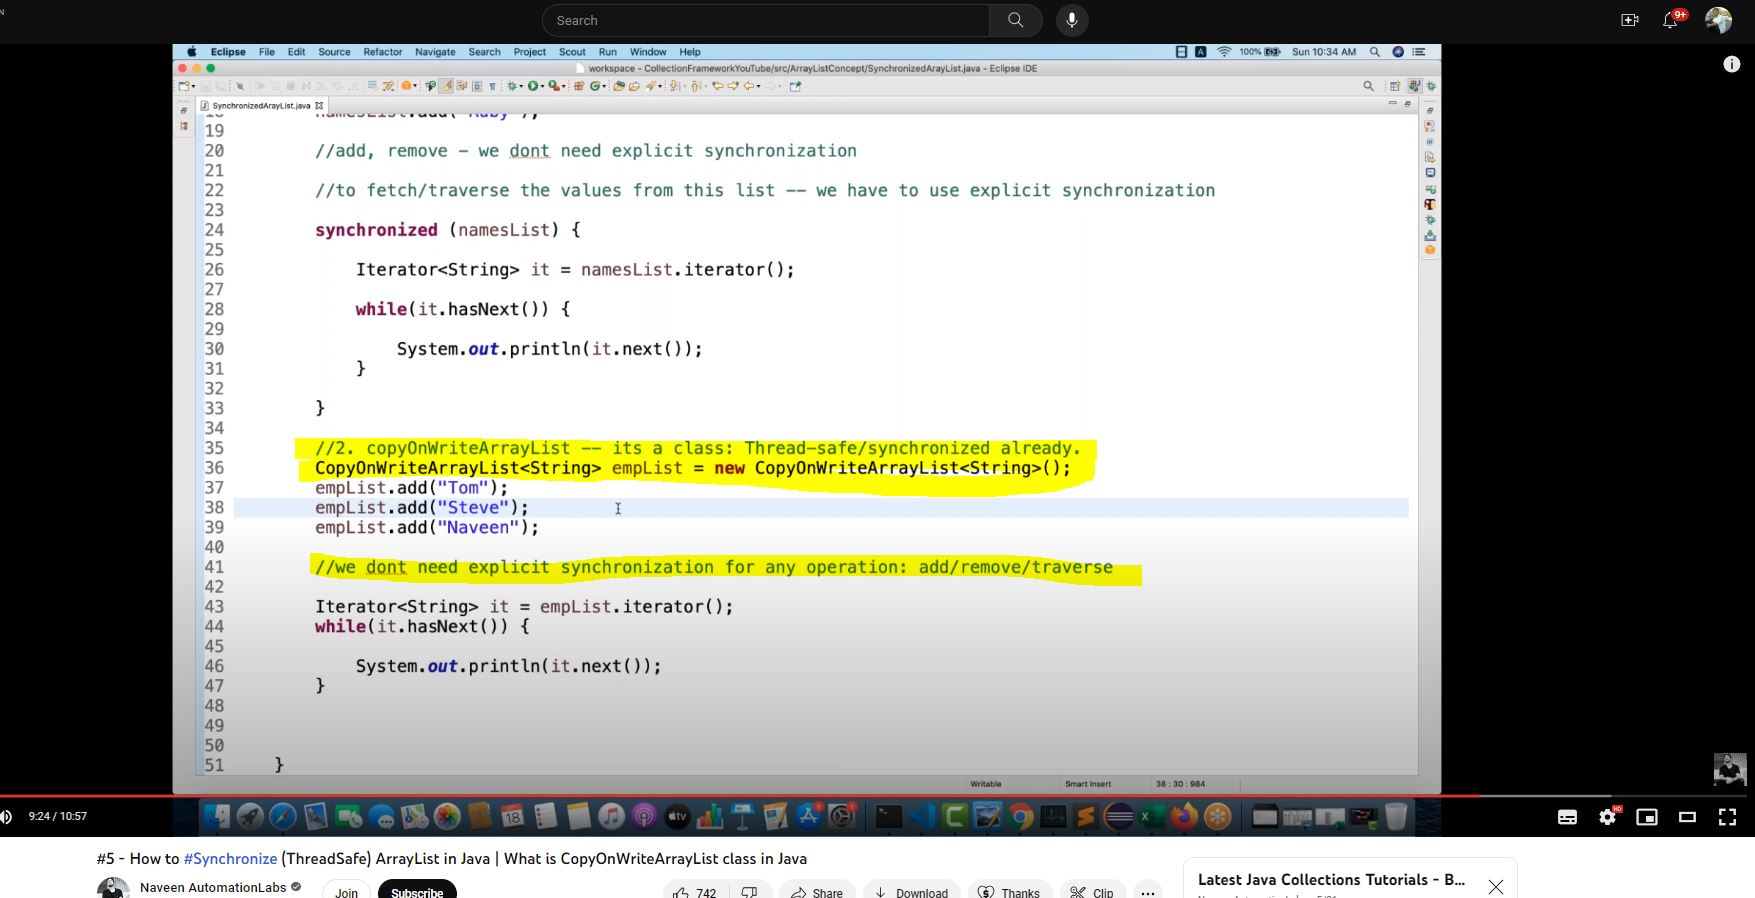 Search
9+
Eclipse File Edit Source Refactor Navigate Search Project Scout Run Window Help
100% Sun 10:34 AM
workspace - CollectionFrameworkYouTube/src/ArrayListConcept/SynchronizedArayList.java - Eclipse IDE
SynchronizedArayList.java
18 namesList.add("Ruby");
19
20 //add, remove - we dont need explicit synchronization
21
22 //to fetch/traverse the values from this list -- we have to use explicit synchronization
23
24 synchronized (namesList) {
25
26 Iterator<String> it = namesList.iterator();
27
28 while(it.hasNext()) {
29
30 System.out.println(it.next());
31 }
32
33 }
34
35 //2. copyOnWriteArrayList -- its a class: Thread-safe/synchronized already.
36 CopyOnWriteArrayList<String> empList = new CopyOnWriteArrayList<String>();
37 empList.add("Tom");
38 empList.add("Steve");
39 empList.add("Naveen");
40
41 //we dont need explicit synchronization for any operation: add/remove/traverse
42
43 Iterator<String> it = empList.iterator();
44 while(it.hasNext()) {
45
46 System.out.println(it.next());
47 }
48
49
50
51 }
Writable Smart Insert 38 : 30 : 984
18
tv
9:24 / 10:57
HD
#5 - How to #Synchronize (ThreadSafe) ArrayList in Java | What is CopyOnWriteArrayList class in Java
Naveen AutomationLabs
Join
Subscribe
742
Share
Download
Thanks
Clip
Latest Java Collections Tutorials - B...